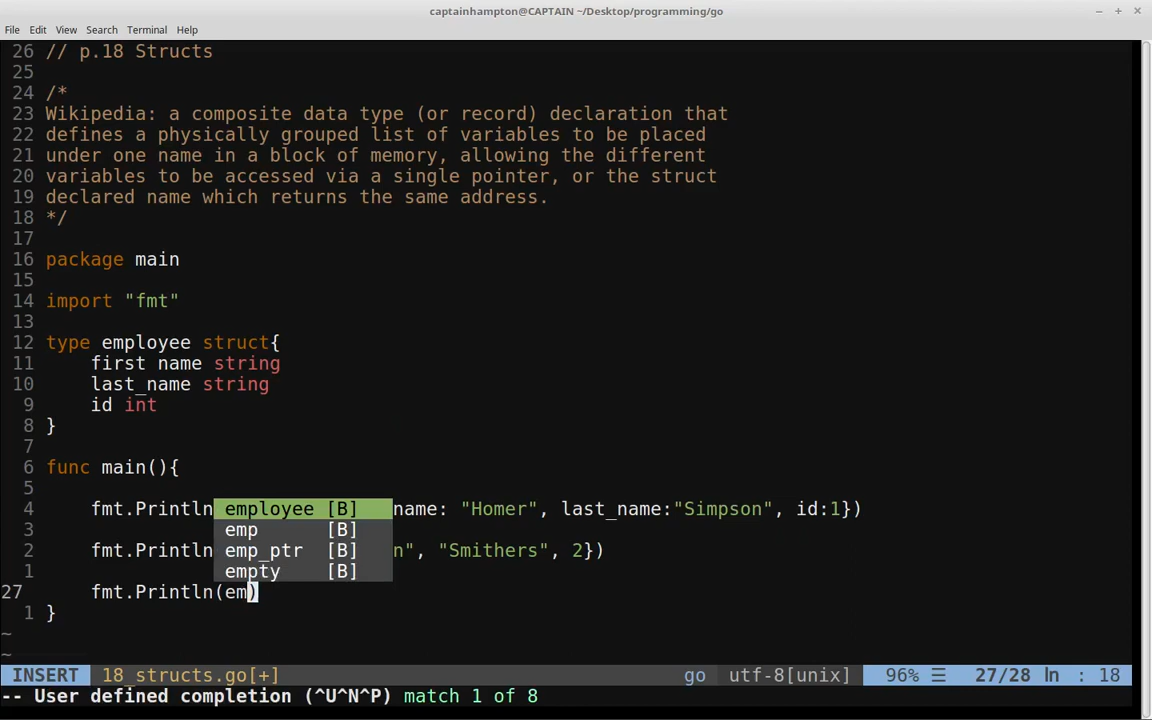 captainhampton@CAPTAIN ~/Desktop/programming/go
File Edit View Search Terminal Help
26 // p.18 Structs
25
24 /*
23 Wikipedia: a composite data type (or record) declaration that
22 defines a physically grouped list of variables to be placed
21 under one name in a block of memory, allowing the different
20 variables to be accessed via a single pointer, or the struct
19 declared name which returns the same address.
18 */
17
16 package main
15
14 import "fmt"
13
12 type employee struct{
11 first name string
10 last_name string
9 id int
8 }
7
6 func main(){
5
4 fmt.Println employee [B] name: "Homer", last_name:"Simpson", id:1})
3 emp [B]
2 fmt.Println emp_ptr [B] n", "Smithers", 2})
1 empty [B]
27 fmt.Println(em)
1 }
~
~
INSERT 18_structs.go[+] go utf-8[unix] 96% ☰ 27/28 ln : 18
-- User defined completion (^U^N^P) match 1 of 8